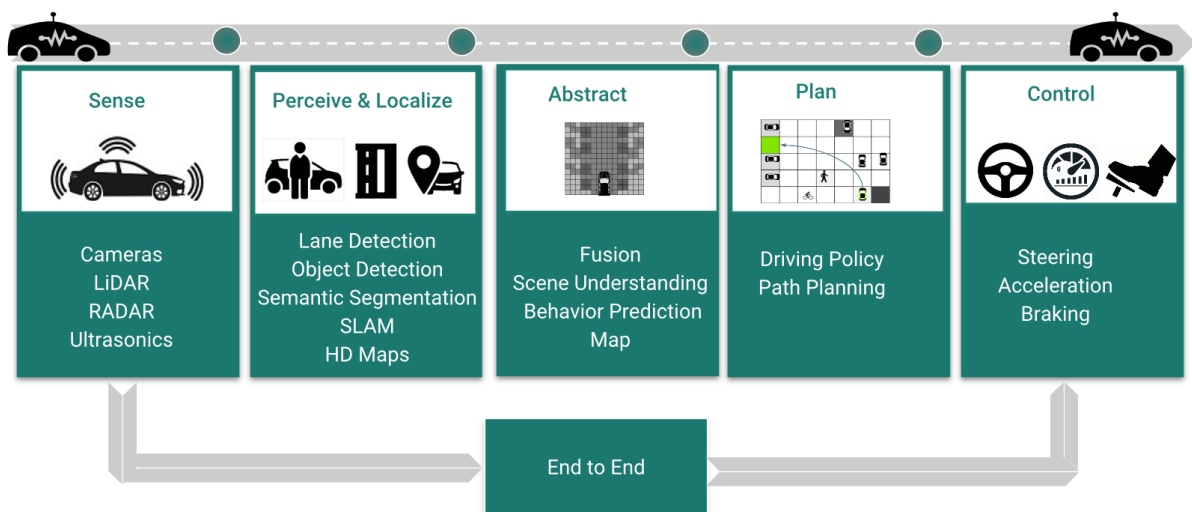 Sense
Cameras
LiDAR
RADAR
Ultrasonics
Perceive & Localize
Lane Detection
Object Detection
Semantic Segmentation
SLAM
HD Maps
Abstract
Fusion
Scene Understanding
Behavior Prediction
Map
Plan
Driving Policy
Path Planning
Control
Steering
Acceleration
Braking
End to End